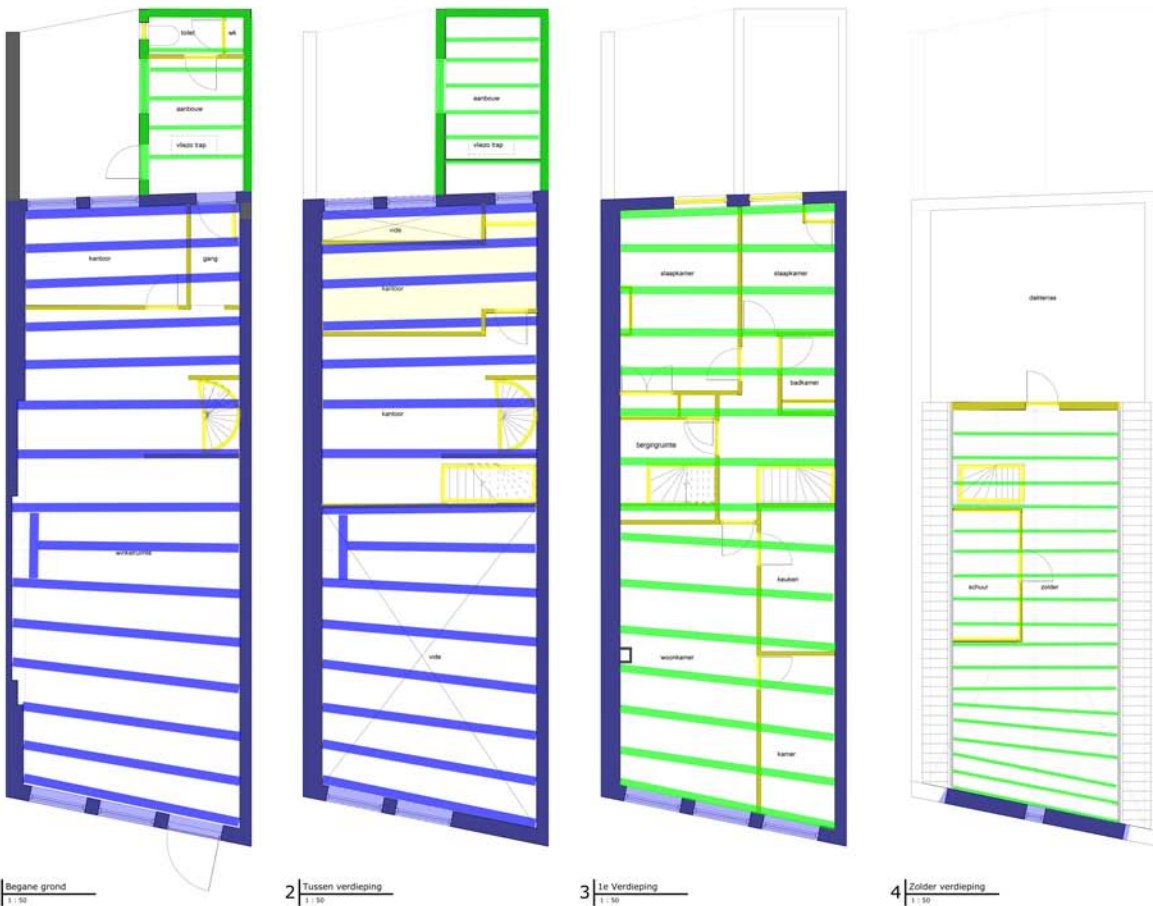 toilet
wk
aanbouw
vliezo trap
kantoor
gang
winkelruimte
Begane grond
1 : 50
aanbouw
vliezo trap
vide
kantoor
kantoor
vide
2
Tussen verdieping
1 : 50
slaapkamer
slaapkamer
badkamer
bergingruimte
keuken
woonkamer
kamer
3
1e Verdieping
1 : 50
dakterras
schuur
zolder
4
Zolder verdieping
1 : 50